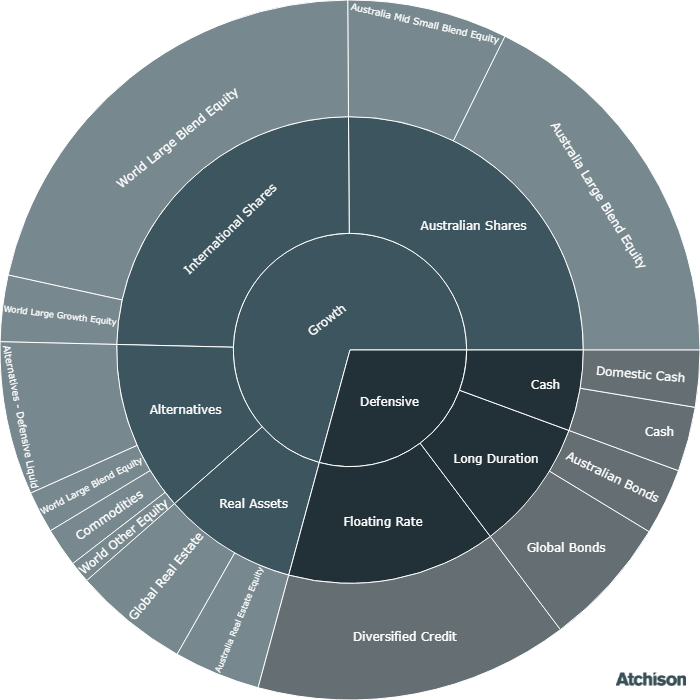 Australia Mid Small Blend Equity
World Large Blend Equity
Australia Large Blend Equity
International Shares
Australian Shares
World Large Growth Equity
Growth
Alternatives - Defensive Liquid
Alternatives
Defensive
Cash
Domestic Cash
Cash
World Large Blend Equity
Commodities
World Other Equity
Real Assets
Long Duration
Australian Bonds
Floating Rate
Global Real Estate
Global Bonds
Australia Real Estate Equity
Diversified Credit
Atchison